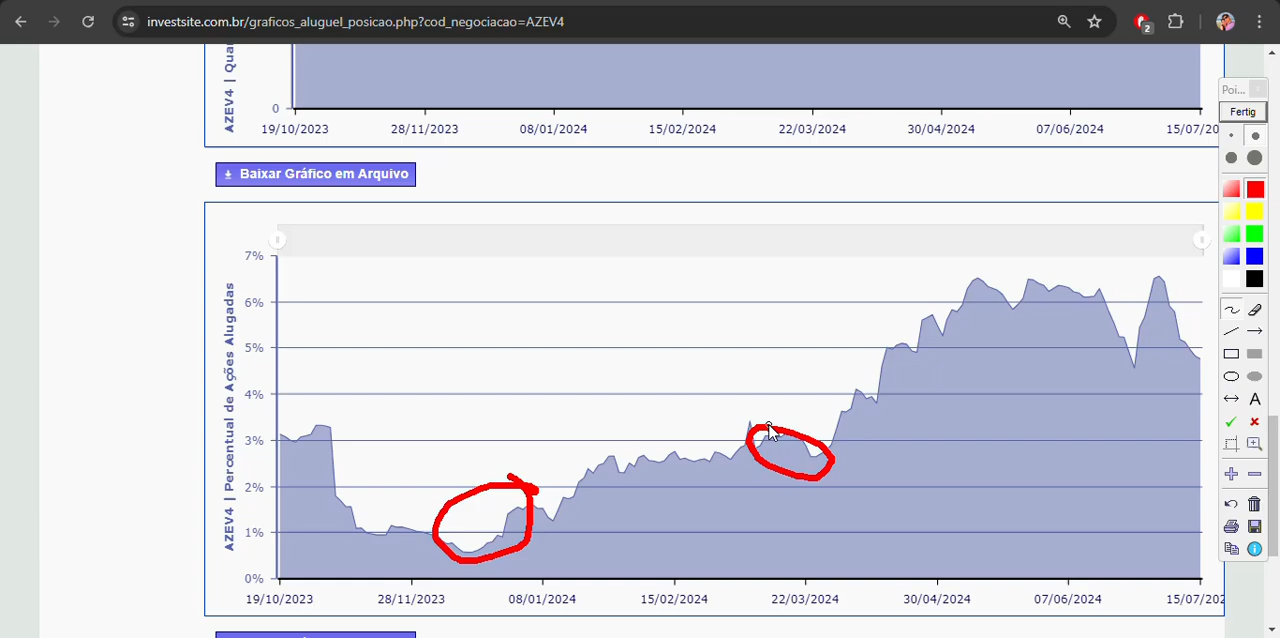 investsite.com.br/graficos_aluguel_posicao.php?cod_negociacao=AZEV4
2
Poi...
Fertig
AZEV4 | Qua
0
19/10/2023 28/11/2023 08/01/2024 15/02/2024 22/03/2024 30/04/2024 07/06/2024 15/07/20
Baixar Gráfico em Arquivo
AZEV4 | Percentual de Ações Alugadas
7%
6%
5%
4%
3%
2%
1%
0%
19/10/2023 28/11/2023 08/01/2024 15/02/2024 22/03/2024 30/04/2024 07/06/2024 15/07/202
A